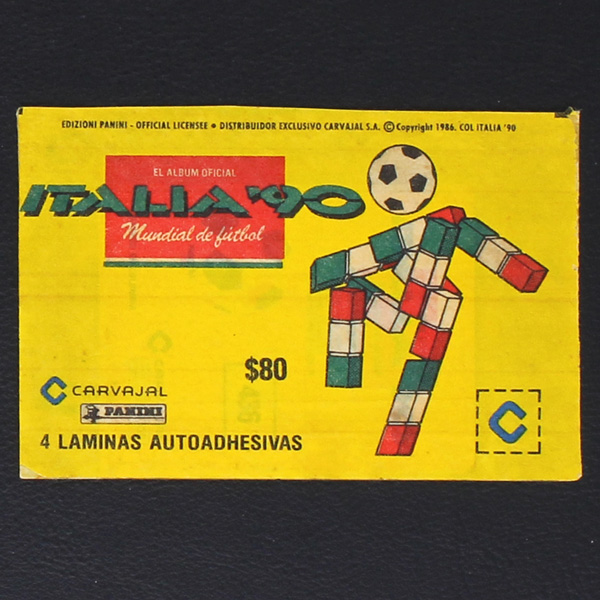 EDIZIONI PANINI - OFFICIAL LICENSEE • DISTRIBUIDOR EXCLUSIVO CARVAJAL S.A. © Copyright 1986. COL ITALIA '90
EL ALBUM OFICIAL
ITALIA '90
Mundial de fútbol
$80
CARVAJAL
PANINI
4 LAMINAS AUTOADHESIVAS